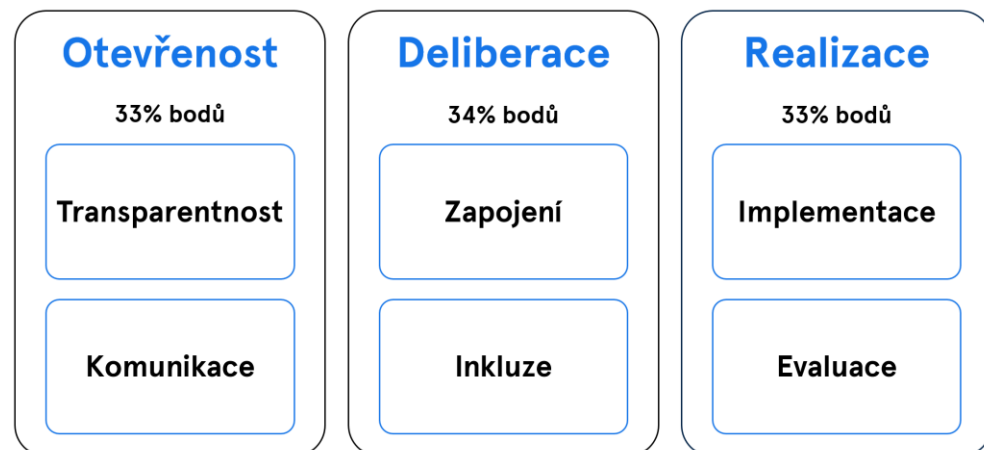 Otevřenost
33% bodů
Transparentnost
Komunikace
Deliberace
34% bodů
Zapojení
Inkluze
Realizace
33% bodů
Implementace
Evaluace